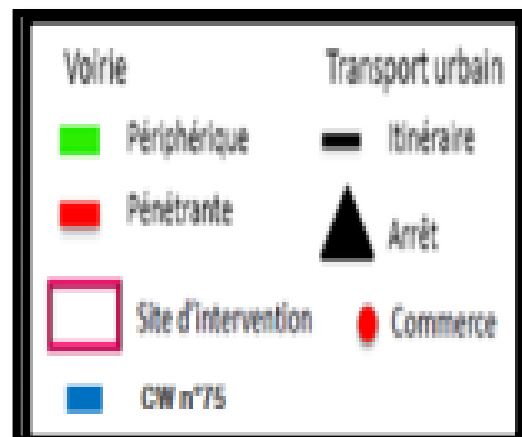 Voirie
Transport urbain
Périphérique
Itinéraire
Pénétrante
Arrêt
Site d'intervention
Commerce
CW n°75